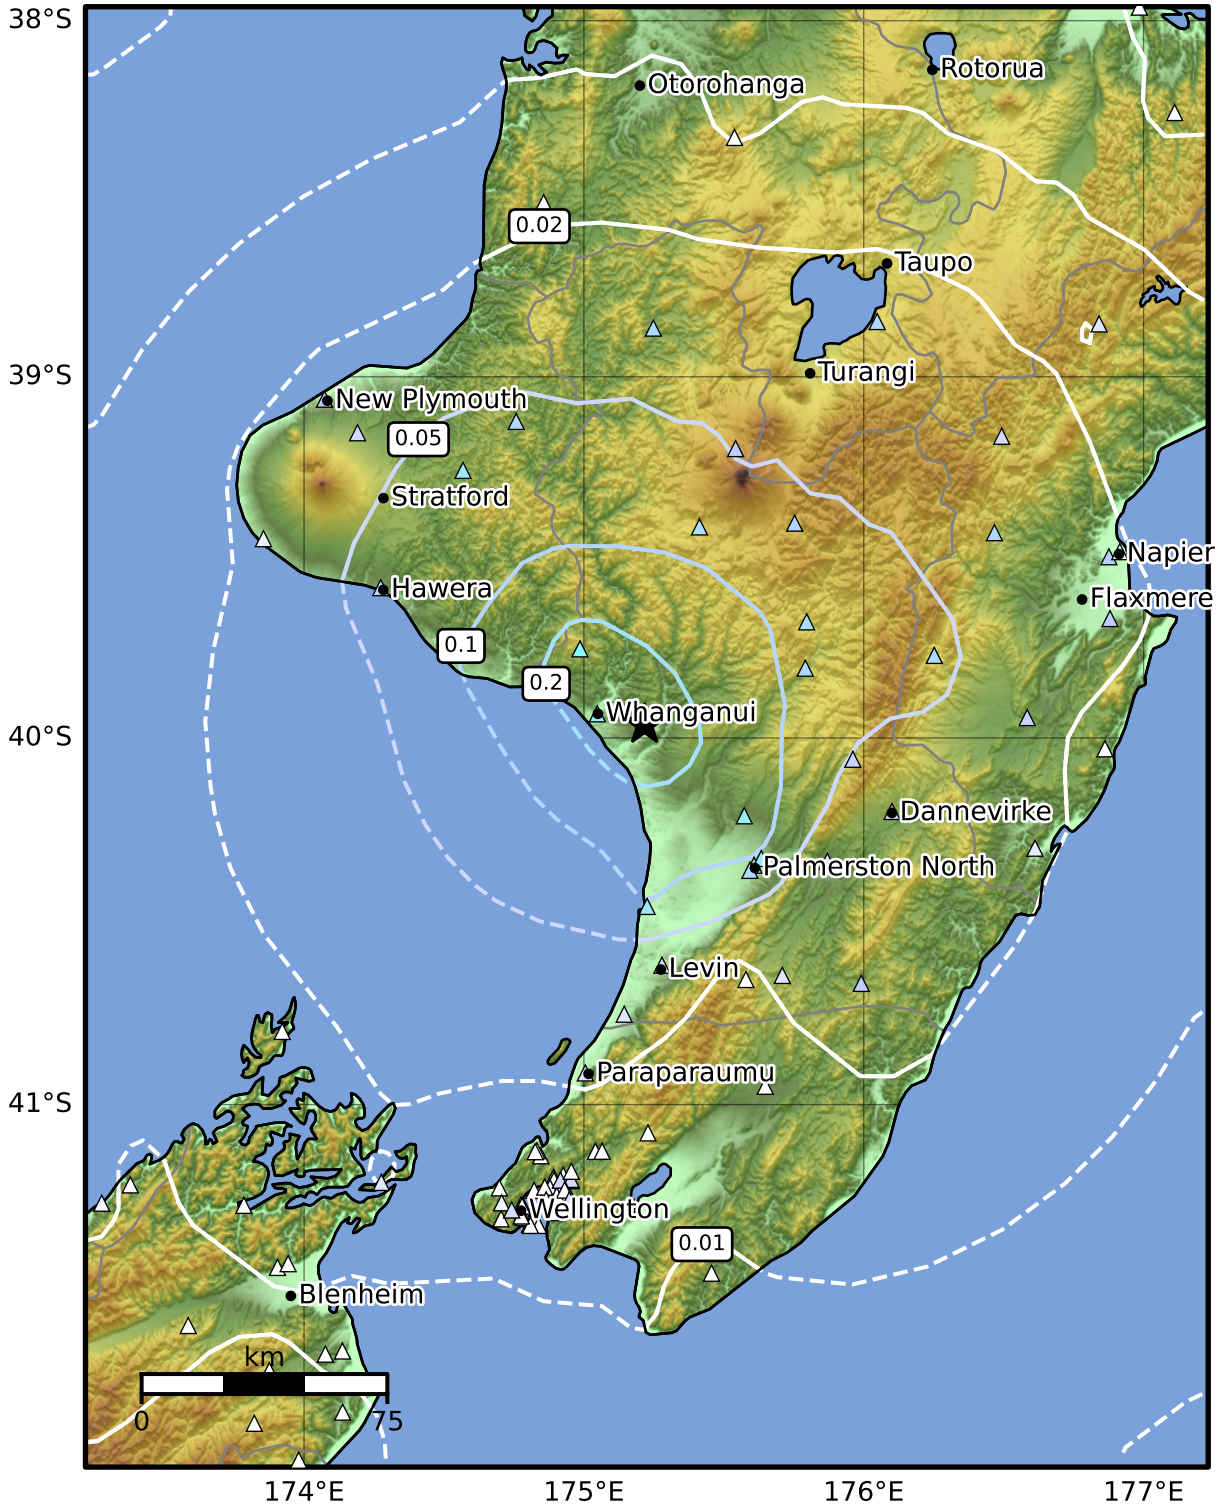 38°S
Rotorua
Otorohanga
0.02
Taupo
39°S
Turangi
New Plymouth
0.05
Stratford
Napier
Hawera
Flaxmere
0.1
0.2
Whanganui
40°S
Dannevirke
Palmerston North
Levin
Paraparaumu
41°S
Wellington
0.01
Blenheim
km
0
75
174°E
175°E
176°E
177°E